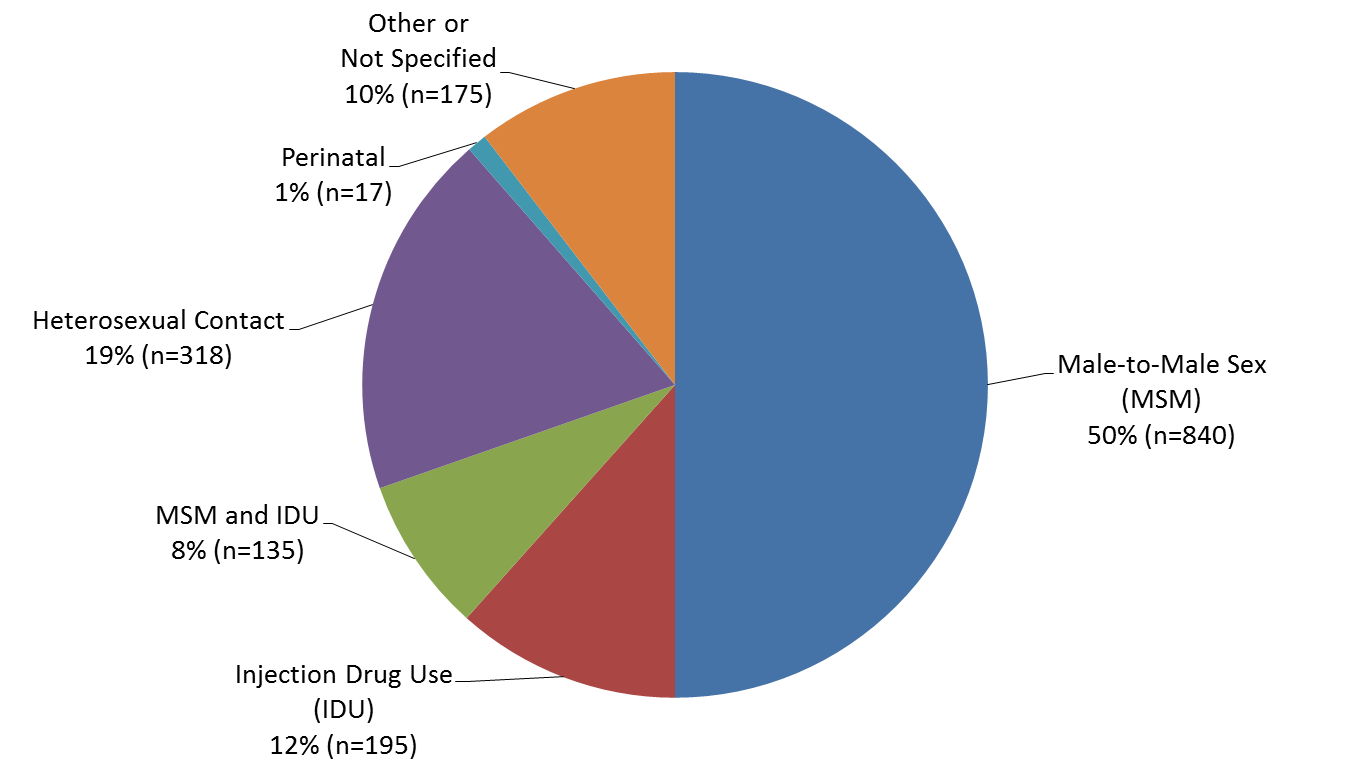 Other or
Not Specified
10% (n=175)
Perinatal
1% (n=17)
Heterosexual Contact
19% (n=318)
Male-to-Male Sex
(MSM)
50% (n=840)
MSM and IDU
8% (n=135)
Injection Drug Use
(IDU)
12% (n=195)